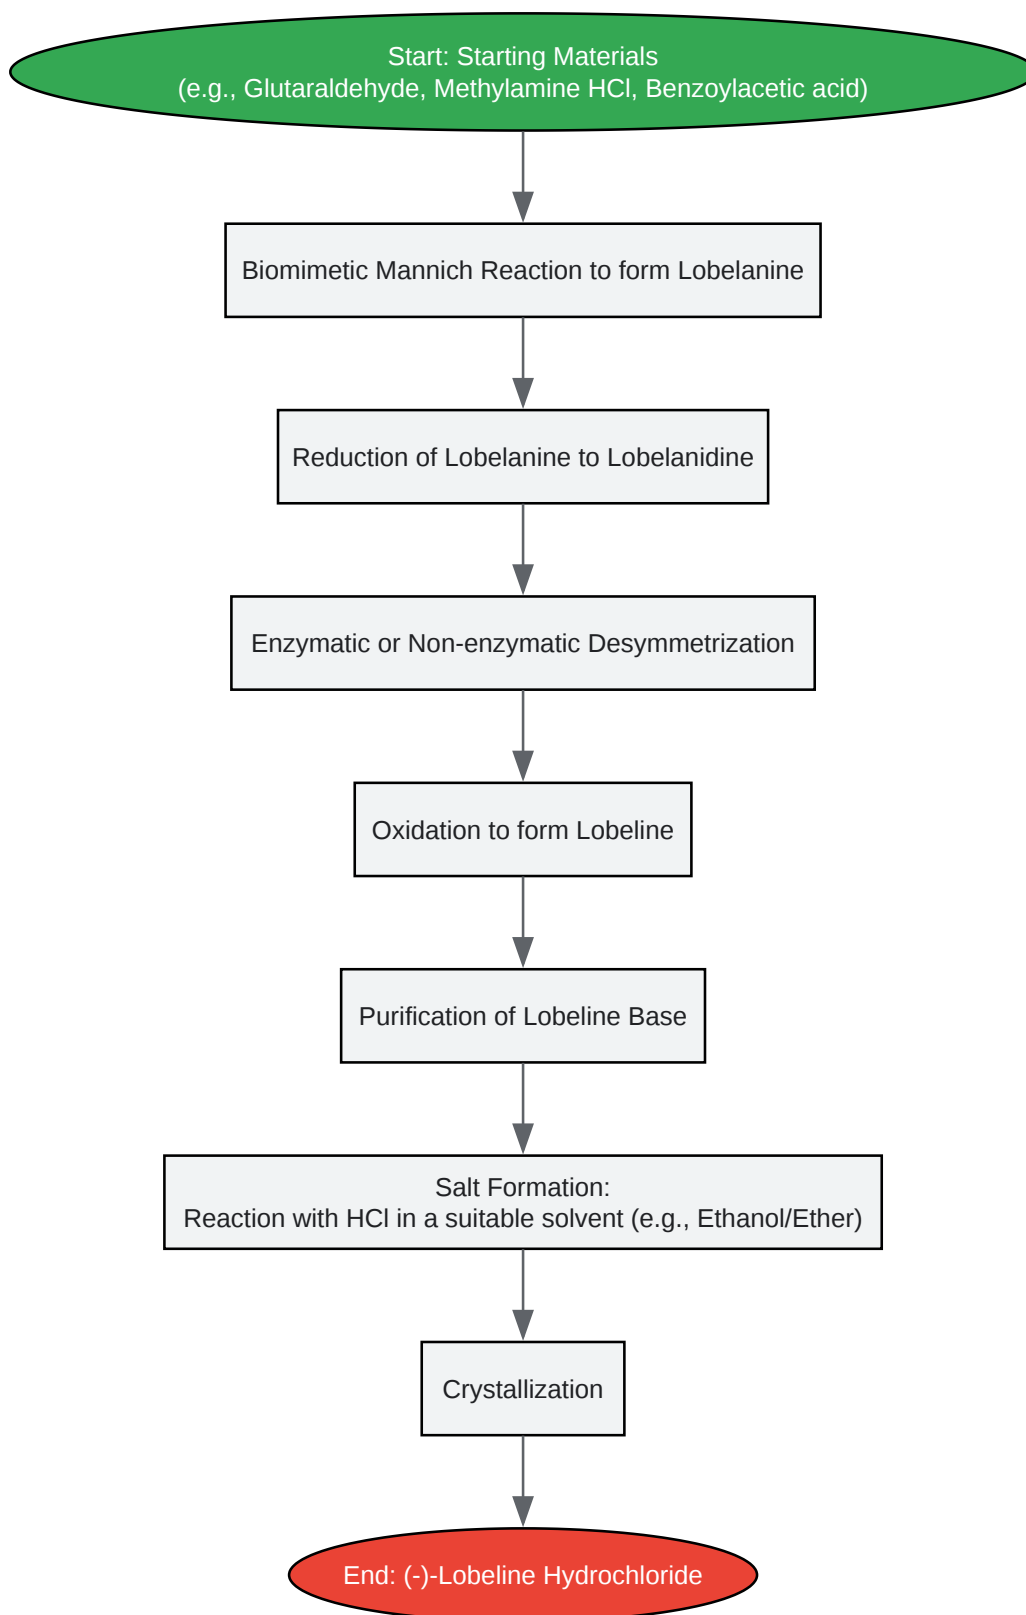 Start: Starting Materials
(e.g., Glutaraldehyde, Methylamine HCl, Benzoylacetic acid)
Biomimetic Mannich Reaction to form Lobelanine
Reduction of Lobelanine to Lobelanidine
Enzymatic or Non-enzymatic Desymmetrization
Oxidation to form Lobeline
Purification of Lobeline Base
Salt Formation:
Reaction with HCl in a suitable solvent (e.g., Ethanol/Ether)
Crystallization
End: (-)-Lobeline Hydrochloride